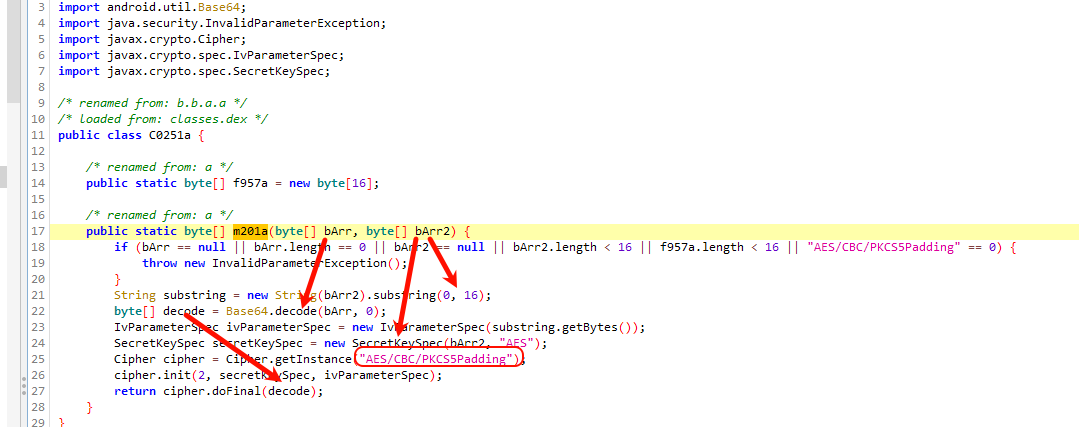 3 import android.util.Base64;
4 import java.security.InvalidParameterException;
5 import javax.crypto.Cipher;
6 import javax.crypto.spec.IvParameterSpec;
7 import javax.crypto.spec.SecretKeySpec;
8
9 /* renamed from: b.b.a.a */
10 /* loaded from: classes.dex */
11 public class C0251a {
12
13 /* renamed from: a */
14 public static byte[] f957a = new byte[16];
15
16 /* renamed from: a */
17 public static byte[] m201a(byte[] bArr, byte[] bArr2) {
18 if (bArr == null || bArr.length == 0 || bArr2 == null || bArr2.length < 16 || f957a.length < 16 || "AES/CBC/PKCS5Padding" == 0) {
19 throw new InvalidParameterException();
20 }
21 String substring = new String(bArr2).substring(0, 16);
22 byte[] decode = Base64.decode(bArr, 0);
23 IvParameterSpec ivParameterSpec = new IvParameterSpec(substring.getBytes());
24 SecretKeySpec secretKeySpec = new SecretKeySpec(bArr2, "AES");
25 Cipher cipher = Cipher.getInstance("AES/CBC/PKCS5Padding");
26 cipher.init(2, secretKeySpec, ivParameterSpec);
27 return cipher.doFinal(decode);
28 }
29 }